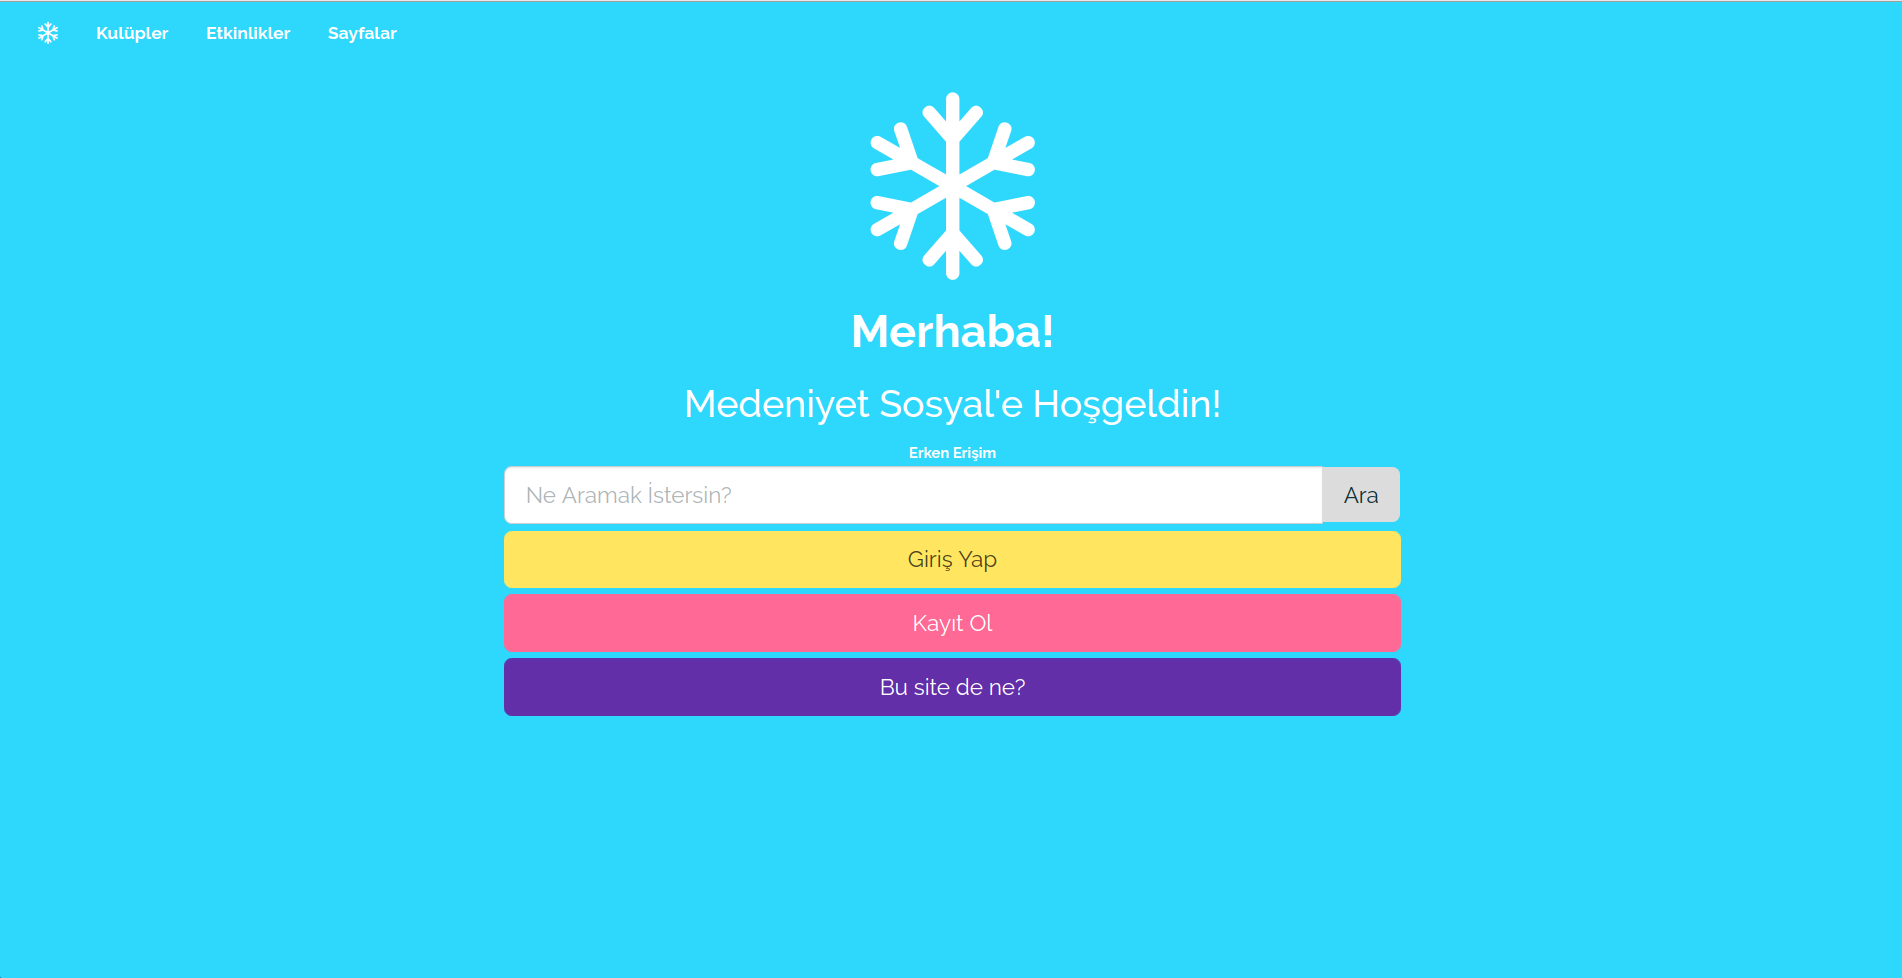 Kulüpler Etkinlikler Sayfalar
Merhaba!
Medeniyet Sosyal'e Hoşgeldin!
Erken Erişim
Ne Aramak İstersin? Ara
Giriş Yap
Kayıt Ol
Bu site de ne?